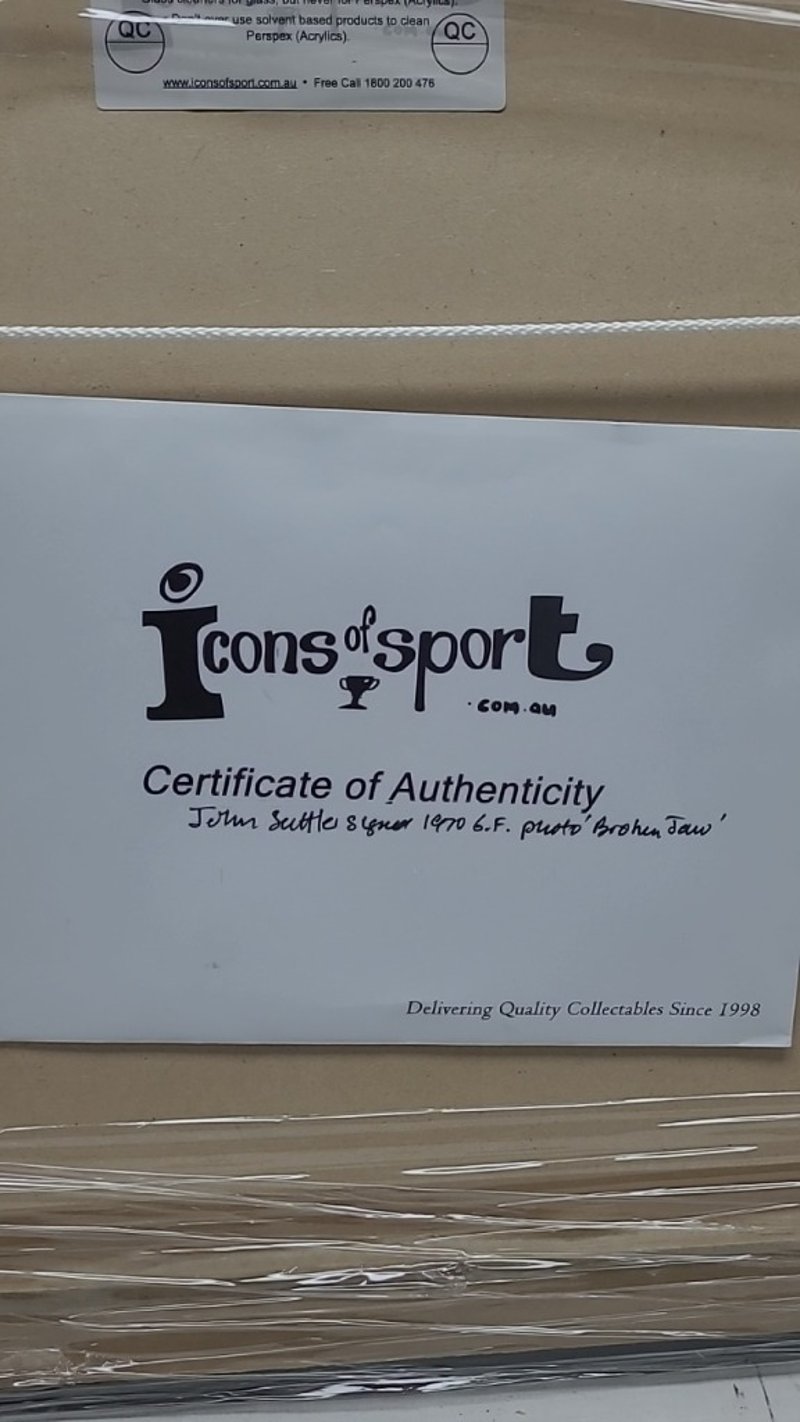 use solvent based products to clean
Perspex (Acrylics).
QC
QC
www.iconsofsport.com.au • Free Call 1800 200 476
icons of sport
.com.au
Certificate of Authenticity
John Suttle signed 1970 G.F. photo 'Broken Jaw'
Delivering Quality Collectables Since 1998